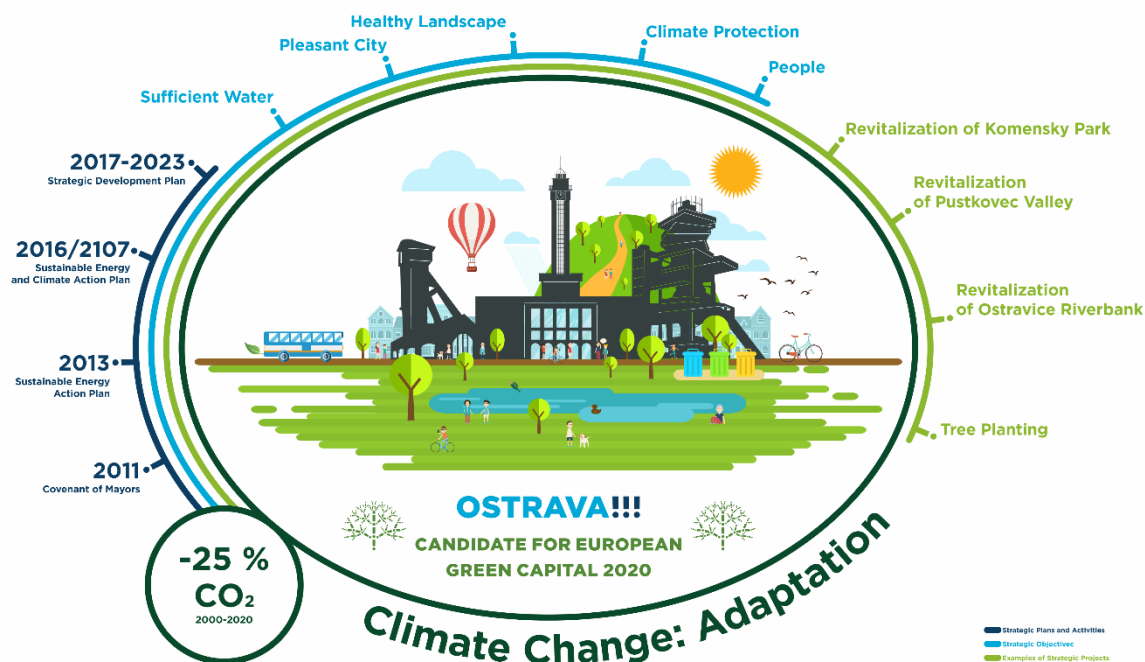 Healthy Landscape
Climate Protection
Pleasant City
People
Sufficient Water
Revitalization of Komensky Park
2017-2023
Strategic Development Plan
Revitalization
of Pustkovec Valley
2016/2107
Sustainable Energy
and Climate Action Plan
Revitalization
of Ostravice Riverbank
2013
Sustainable Energy
Action Plan
Tree Planting
2011
Covenant of Mayors
OSTRAVA!!!
CANDIDATE FOR EUROPEAN
GREEN CAPITAL 2020
-25 %
CO₂
2000-2020
Climate Change: Adaptation
Strategic Plans and Activities
Strategic Objectivec
Examples of Strategic Projects